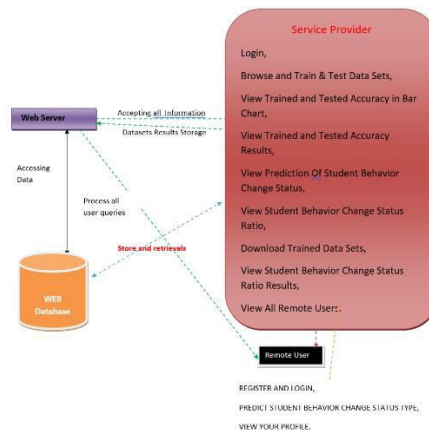 Service Provider
Login,
Browse and Train & Test Data Sets,
View Trained and Tested Accuracy in Bar
Chart,
View Trained and Tested Accuracy
Results,
View Prediction Of Student Behavior
Change Status,
View Student Behavior Change Status
Ratio,
Download Trained Data Sets,
View Student Behavior Change Status
Ratio Results,
View All Remote Users.
Web Server
Accepting all Information
Datasets Results Storage
Accessing
Data
Process all
user queries
Store and retrievals
WEB
Database
Remote User
REGISTER AND LOGIN,
PREDICT STUDENT BEHAVIOR CHANGE STATUS TYPE,
VIEW YOUR PROFILE.